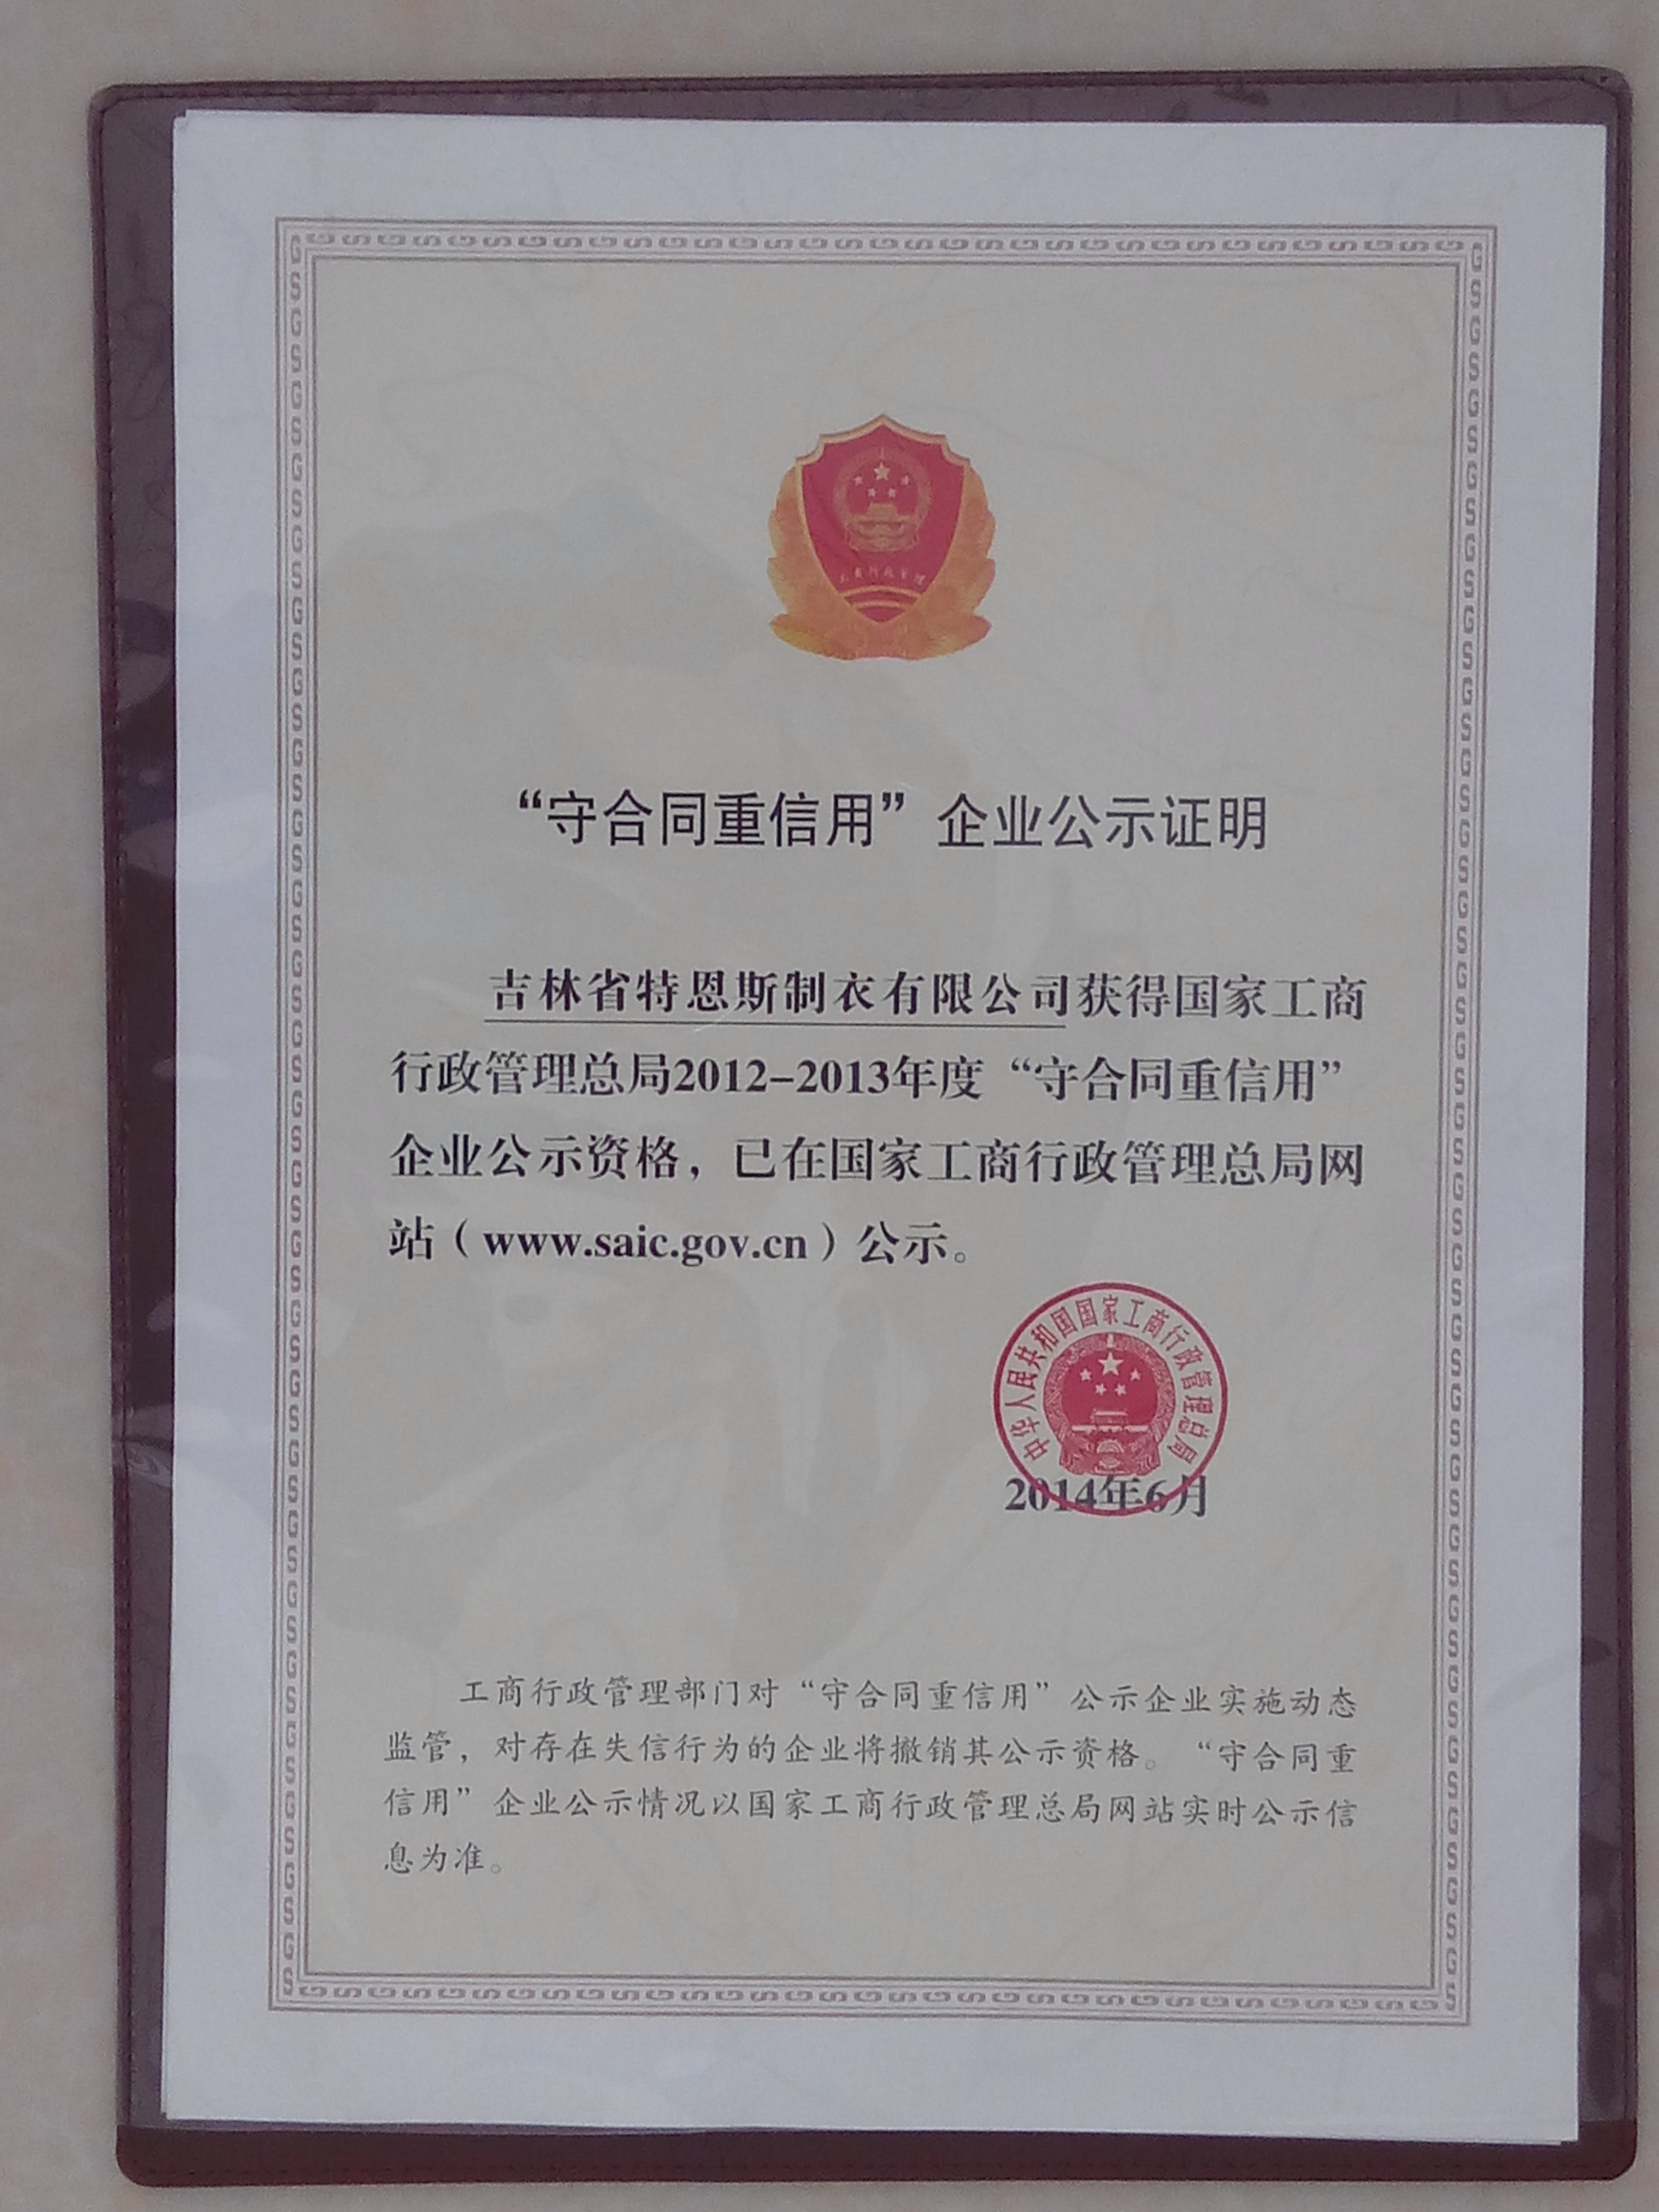 工商行政管理
“守合同重信用”企业公示证明
吉林省特恩斯制衣有限公司获得国家工商
行政管理总局2012-2013年度“守合同重信用”
企业公示资格，已在国家工商行政管理总局网
站（www.saic.gov.cn）公示。
中华人民共和国国家工商行政管理总局
2014年6月
工商行政管理部门对“守合同重信用”公示企业实施动态
监管，对存在失信行为的企业将撤销其公示资格。“守合同重
信用”企业公示情况以国家工商行政管理总局网站实时公示信
息为准。